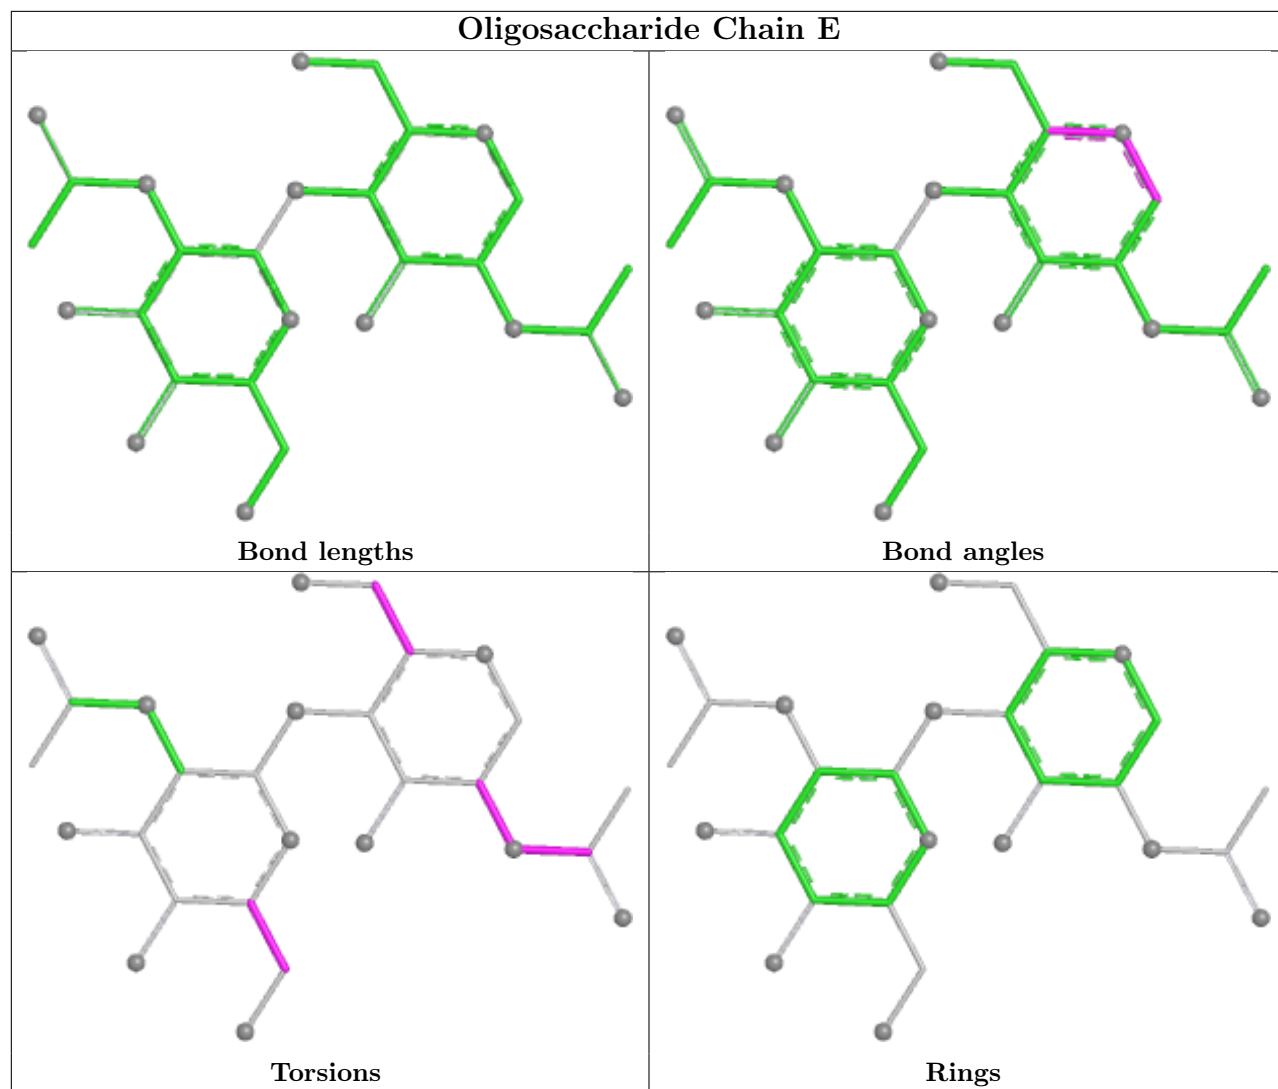 Oligosaccharide Chain E
Bond lengths
Bond angles
Torsions
Rings